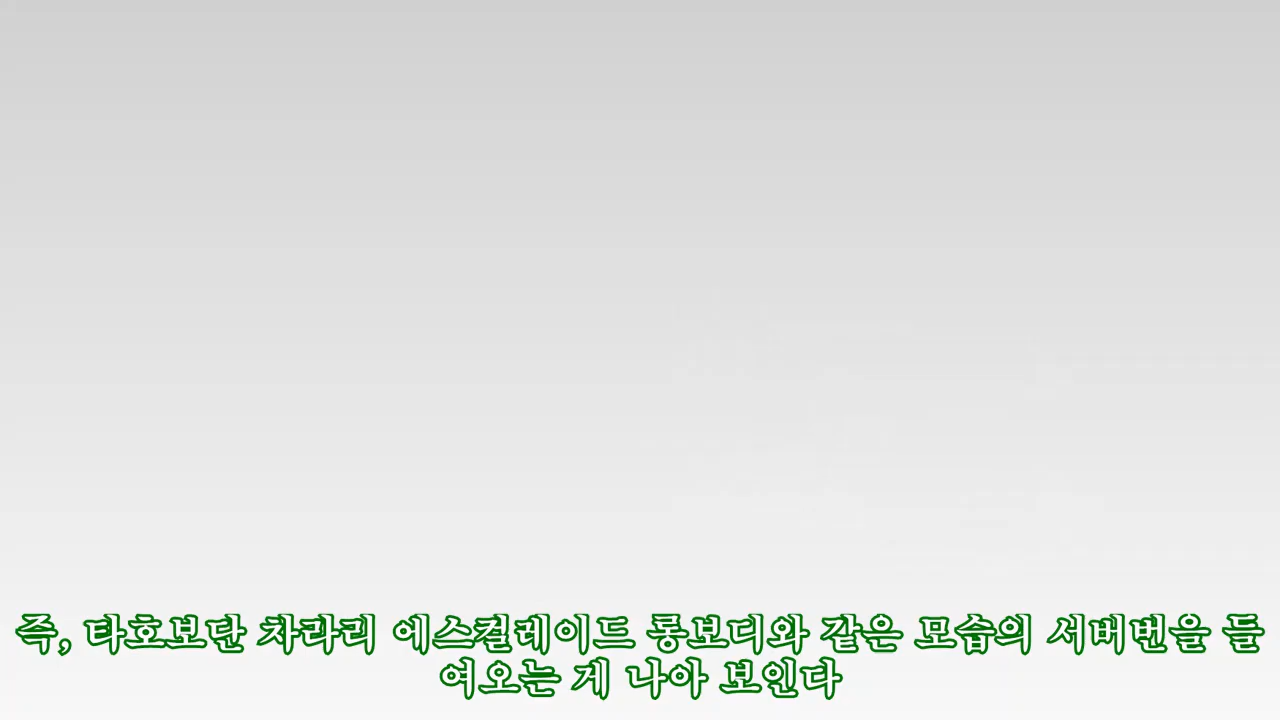 즉, 타호보단 차라리 에스컬레이드 롱보디와 같은 모습의 서버번을 들
여오는 게 나아 보인다